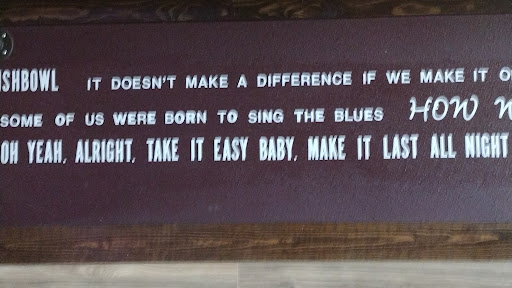 ISHBOWL IT DOESN'T MAKE A DIFFERENCE IF WE MAKE IT
SOME OF US WERE BORN TO SING THE BLUES HOW
OH YEAH, ALRIGHT, TAKE IT EASY BABY, MAKE IT LAST ALL NIGHT